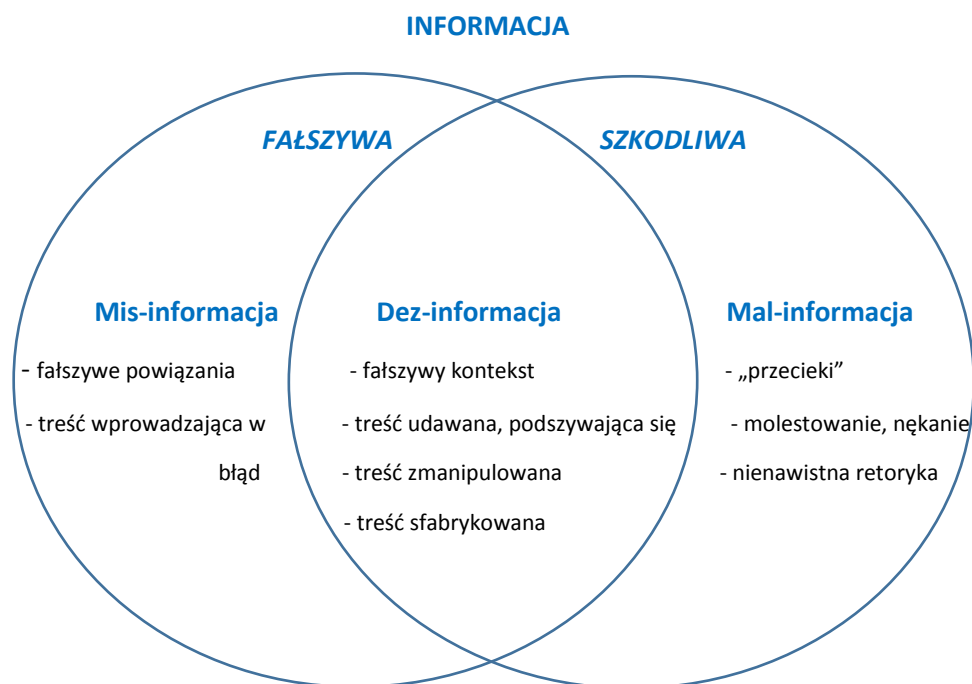 INFORMACJA
FAŁSZYWA
SZKODLIWA
Mis-informacja
- fałszywe powiązania
- treść wprowadzająca w
błąd
Dez-informacja
- fałszywy kontekst
- treść udawana, podszywająca się
- treść zmanipulowana
- treść sfabrykowana
Mal-informacja
- „przecieki”
- molestowanie, nękanie
- nienawistna retoryka